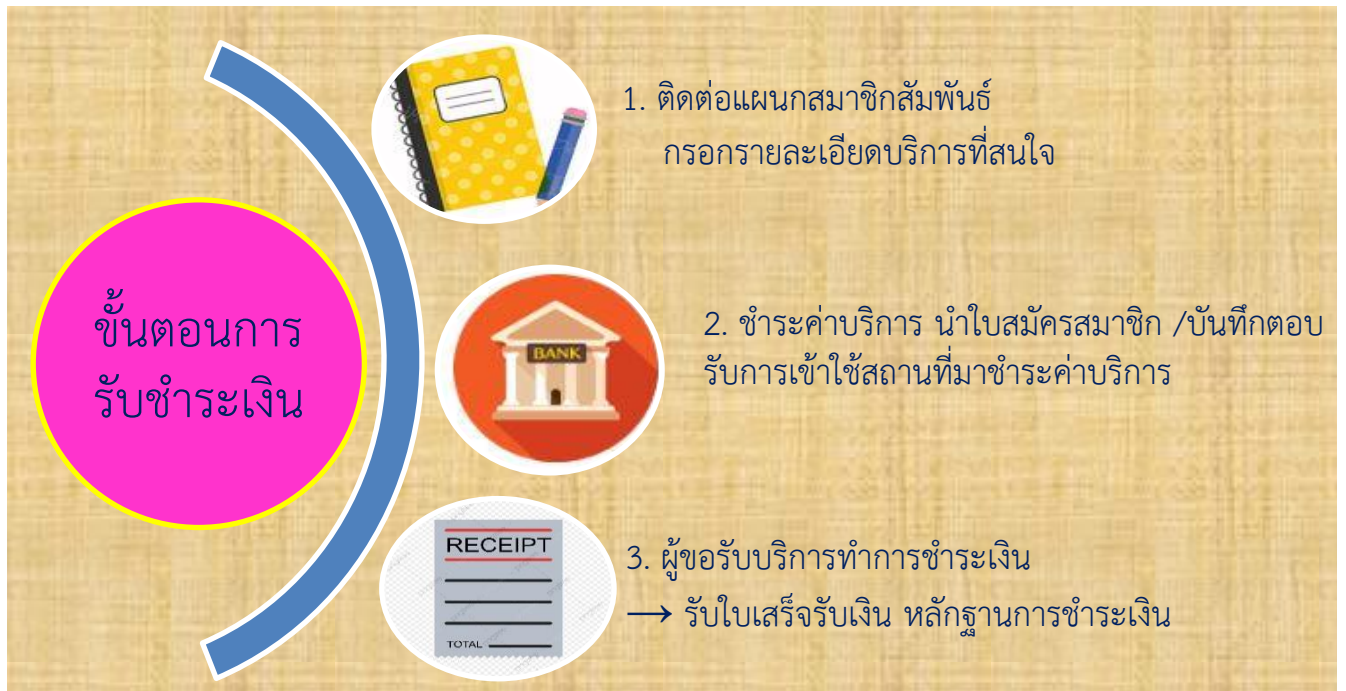 ขั้นตอนการ
รับชำระเงิน
1. ติดต่อแผนกสมาชิกสัมพันธ์
กรอกรายละเอียดบริการที่สนใจ
BANK
2. ชำระค่าบริการ นำใบสมัครสมาชิก /บันทึกตอบ
รับการเข้าใช้สถานที่มาชำระค่าบริการ
RECEIPT
TOTAL
3. ผู้ขอรับบริการทำการชำระเงิน
→ รับใบเสร็จรับเงิน หลักฐานการชำระเงิน